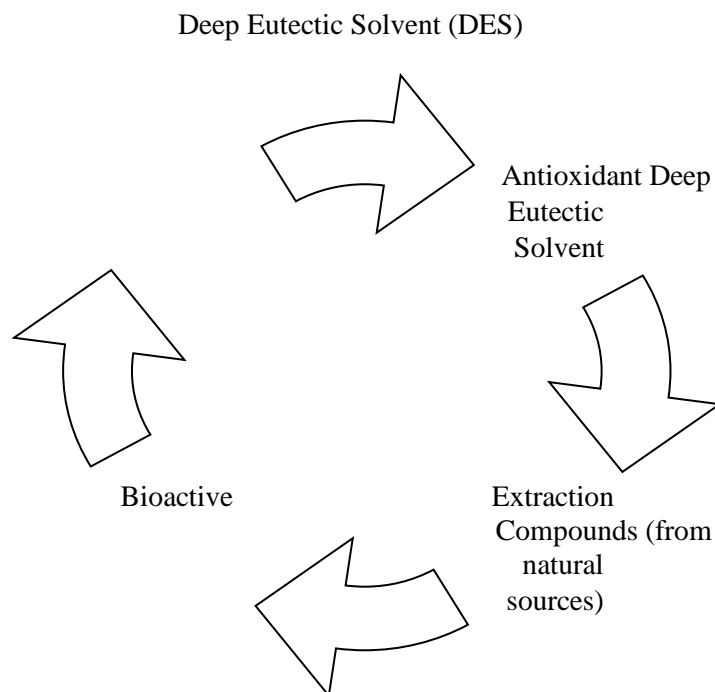 Deep Eutectic Solvent (DES)
Antioxidant Deep
Eutectic
Solvent
Bioactive
Extraction
Compounds (from
natural
sources)